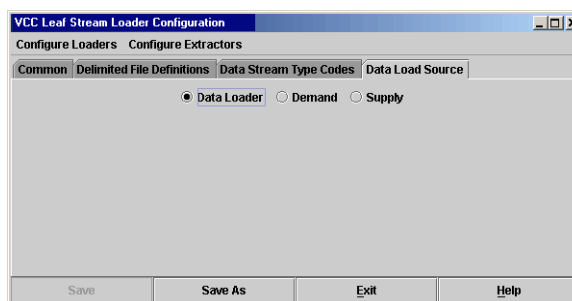 VCC Leaf Stream Loader Configuration
Configure Loaders Configure Extractors
Common Delimited File Definitions Data Stream Type Codes Data Load Source
Data Loader Demand Supply
Save Save As Exit Help